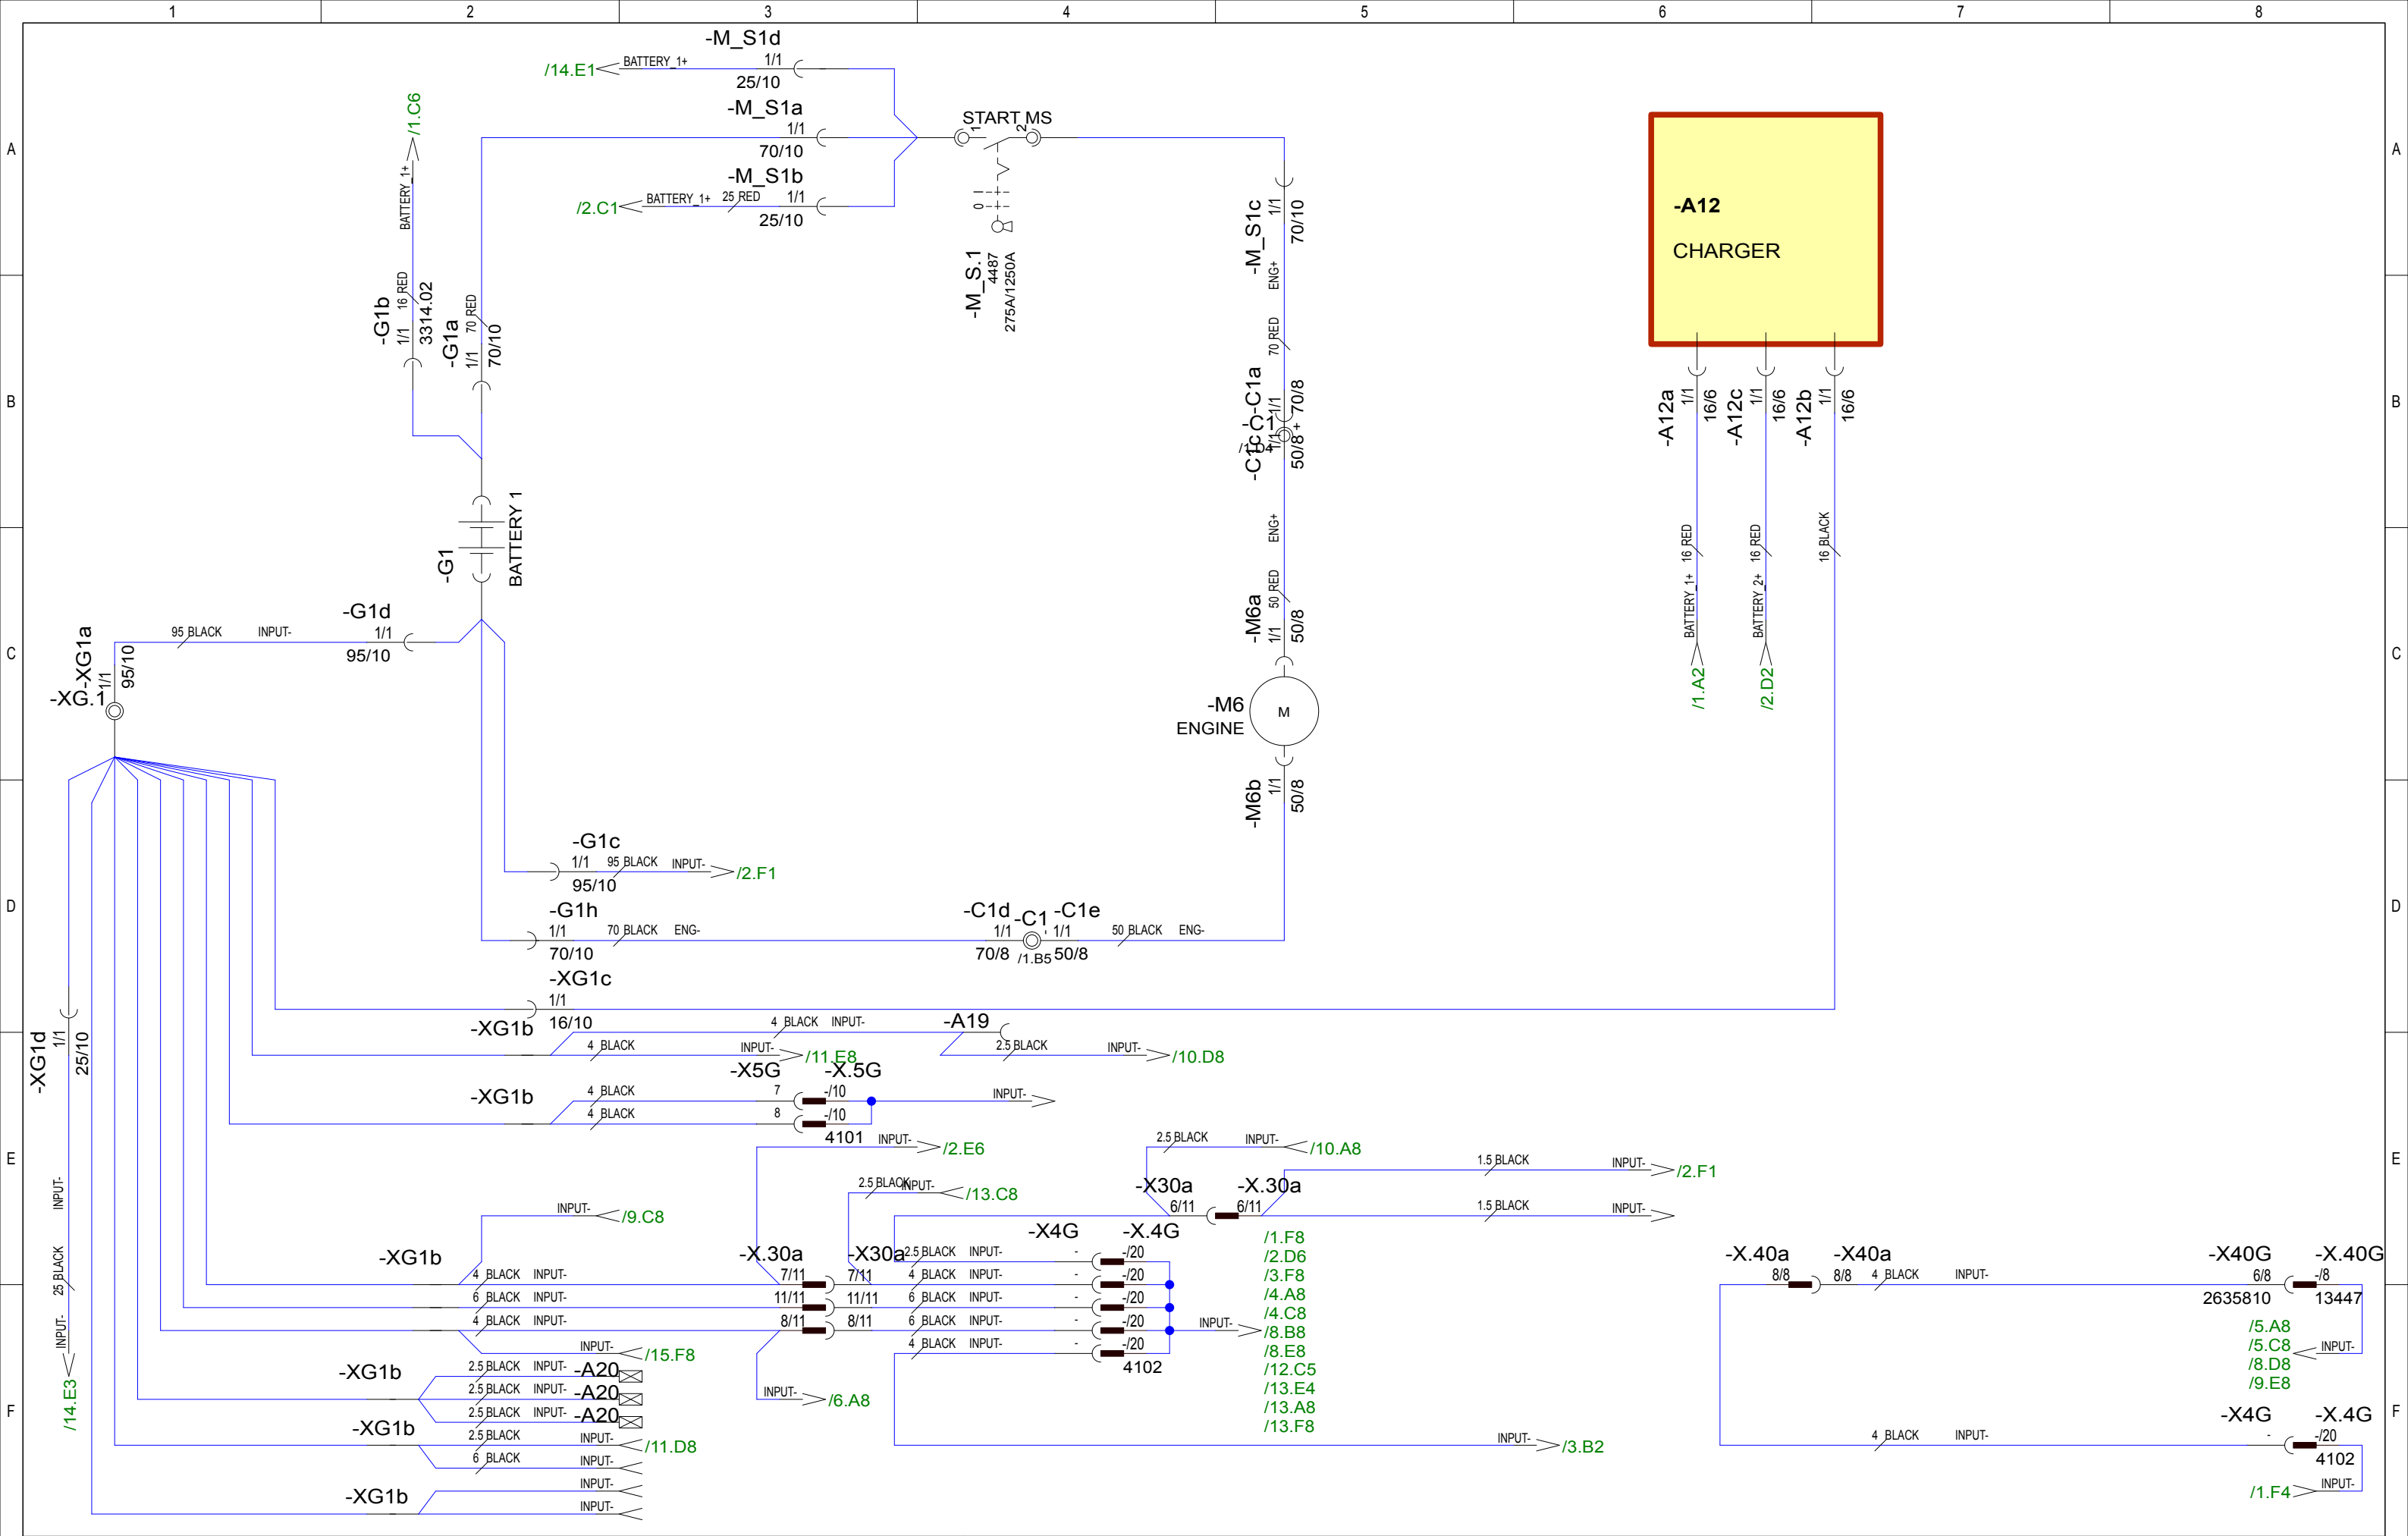 1 2 3 4 5 6 7 8
A A
B B
C C
D D
E E
F F
-M_S1d
/14.E1 BATTERY_1+ 1/1
25/10
-M_S1a
1/1
70/10
-M_S1b
/2.C1 BATTERY_1+ 25 RED 1/1
25/10
START MS
1 2
0 I
-M_S.1
4487
275A/1250A
/1.C6
BATTERY_1+
16 RED
-G1b
1/1
3314.02
-G1a
1/1
70 RED
70/10
-G1
BATTERY 1
-M_S1c
1/1
70/10
ENG+
70 RED
-C1a
1/1
70/8
-C1
+
/1.D4
-C1c
1/1
50/8
ENG+
50 RED
-M6a
1/1
50/8
-M6
ENGINE
M
-M6b
1/1
50/8
-A12
CHARGER
-A12a
1/1
16/6
-A12c
1/1
16/6
-A12b
1/1
16/6
16 RED
BATTERY_1+
/1.A2
16 RED
BATTERY_2+
/2.D2
16 BLACK
-G1d
95 BLACK INPUT- 1/1
95/10
-XG1a
1/1
95/10
-XG.1
-G1c
1/1 95 BLACK INPUT- /2.F1
95/10
-G1h
1/1 70 BLACK ENG-
70/10
-C1d -C1 -C1e
1/1 - 1/1 50 BLACK ENG-
70/8 /1.B5 50/8
-XG1c
1/1
16/10
-XG1d
1/1
25/10
INPUT-
25 BLACK
INPUT-
/14.E3
-XG1b
4 BLACK INPUT- -A19
4 BLACK INPUT- /11.E8
2.5 BLACK INPUT- /10.D8
-X5G -X.5G
-XG1b
4 BLACK 7 -/10 INPUT-
4 BLACK 8 -/10
4101
INPUT- /2.E6
2.5 BLACK INPUT- /10.A8
1.5 BLACK INPUT- /2.F1
2.5 BLACK INPUT- /13.C8
-X30a -X.30a
6/11 6/11 1.5 BLACK INPUT-
INPUT- /9.C8
-X4G -X.4G
-XG1b
-X.30a -X30a
2.5 BLACK INPUT- - -/20
4 BLACK INPUT- 7/11 7/11 4 BLACK INPUT- - -/20
6 BLACK INPUT- 11/11 11/11 6 BLACK INPUT- - -/20
4 BLACK INPUT- 8/11 8/11 6 BLACK INPUT- - -/20 INPUT-
4 BLACK INPUT- - -/20
4102
/1.F8
/2.D6
/3.F8
/4.A8
/4.C8
/8.B8
/8.E8
/12.C5
/13.E4
/13.A8
/13.F8
INPUT- /15.F8
INPUT- /6.A8
-XG1b
2.5 BLACK INPUT- -A20
2.5 BLACK INPUT- -A20
2.5 BLACK INPUT- -A20
-XG1b
2.5 BLACK INPUT- /11.D8
6 BLACK INPUT-
-XG1b
INPUT-
INPUT-
INPUT- /3.B2
-X.40a -X40a
8/8 8/8 4 BLACK INPUT-
-X40G -X.40G
6/8 -/8
2635810 13447
/5.A8
/5.C8 INPUT-
/8.D8
/9.E8
-X4G -X.4G
4 BLACK INPUT- - -/20
4102
/1.F4 INPUT-